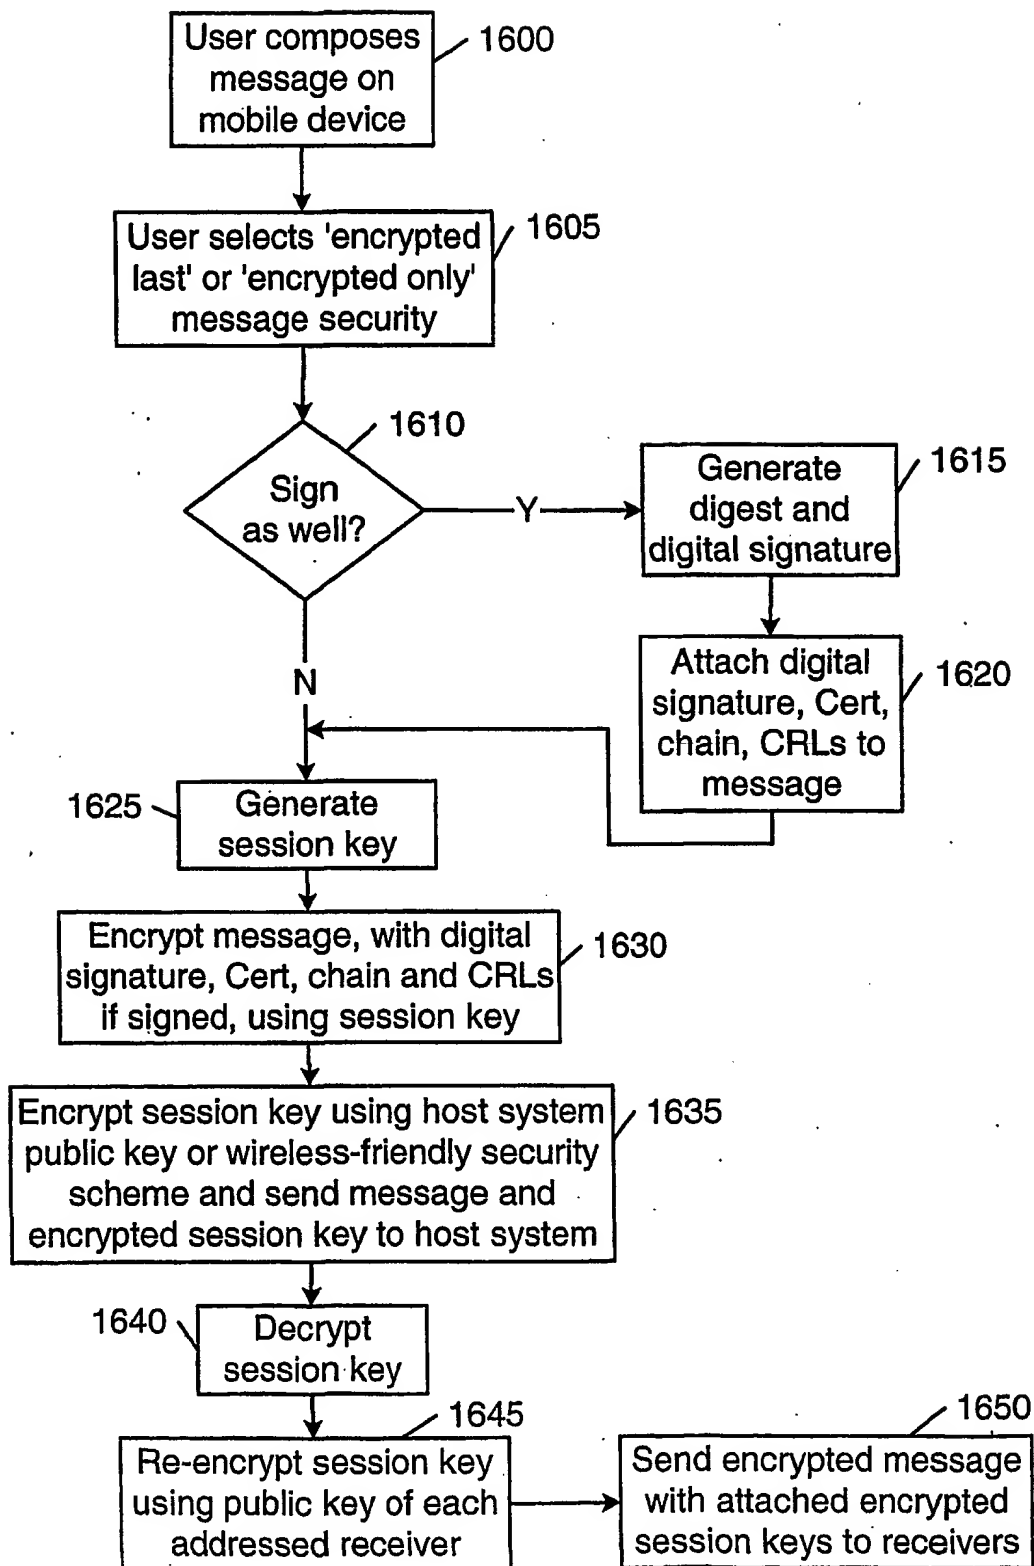 User composes
message on
mobile device
1600
User selects 'encrypted
last' or 'encrypted only'
message security
1605
1610
Sign
as well?
Y
Generate
digest and
digital signature
1615
N
Attach digital
signature, Cert,
chain, CRLs to
message
1620
1625
Generate
session key
Encrypt message, with digital
signature, Cert, chain and CRLs
if signed, using session key
1630
Encrypt session key using host system
public key or wireless-friendly security
scheme and send message and
encrypted session key to host system
1635
1640
Decrypt
session key
1645
Re-encrypt session key
using public key of each
addressed receiver
1650
Send encrypted message
with attached encrypted
session keys to receivers